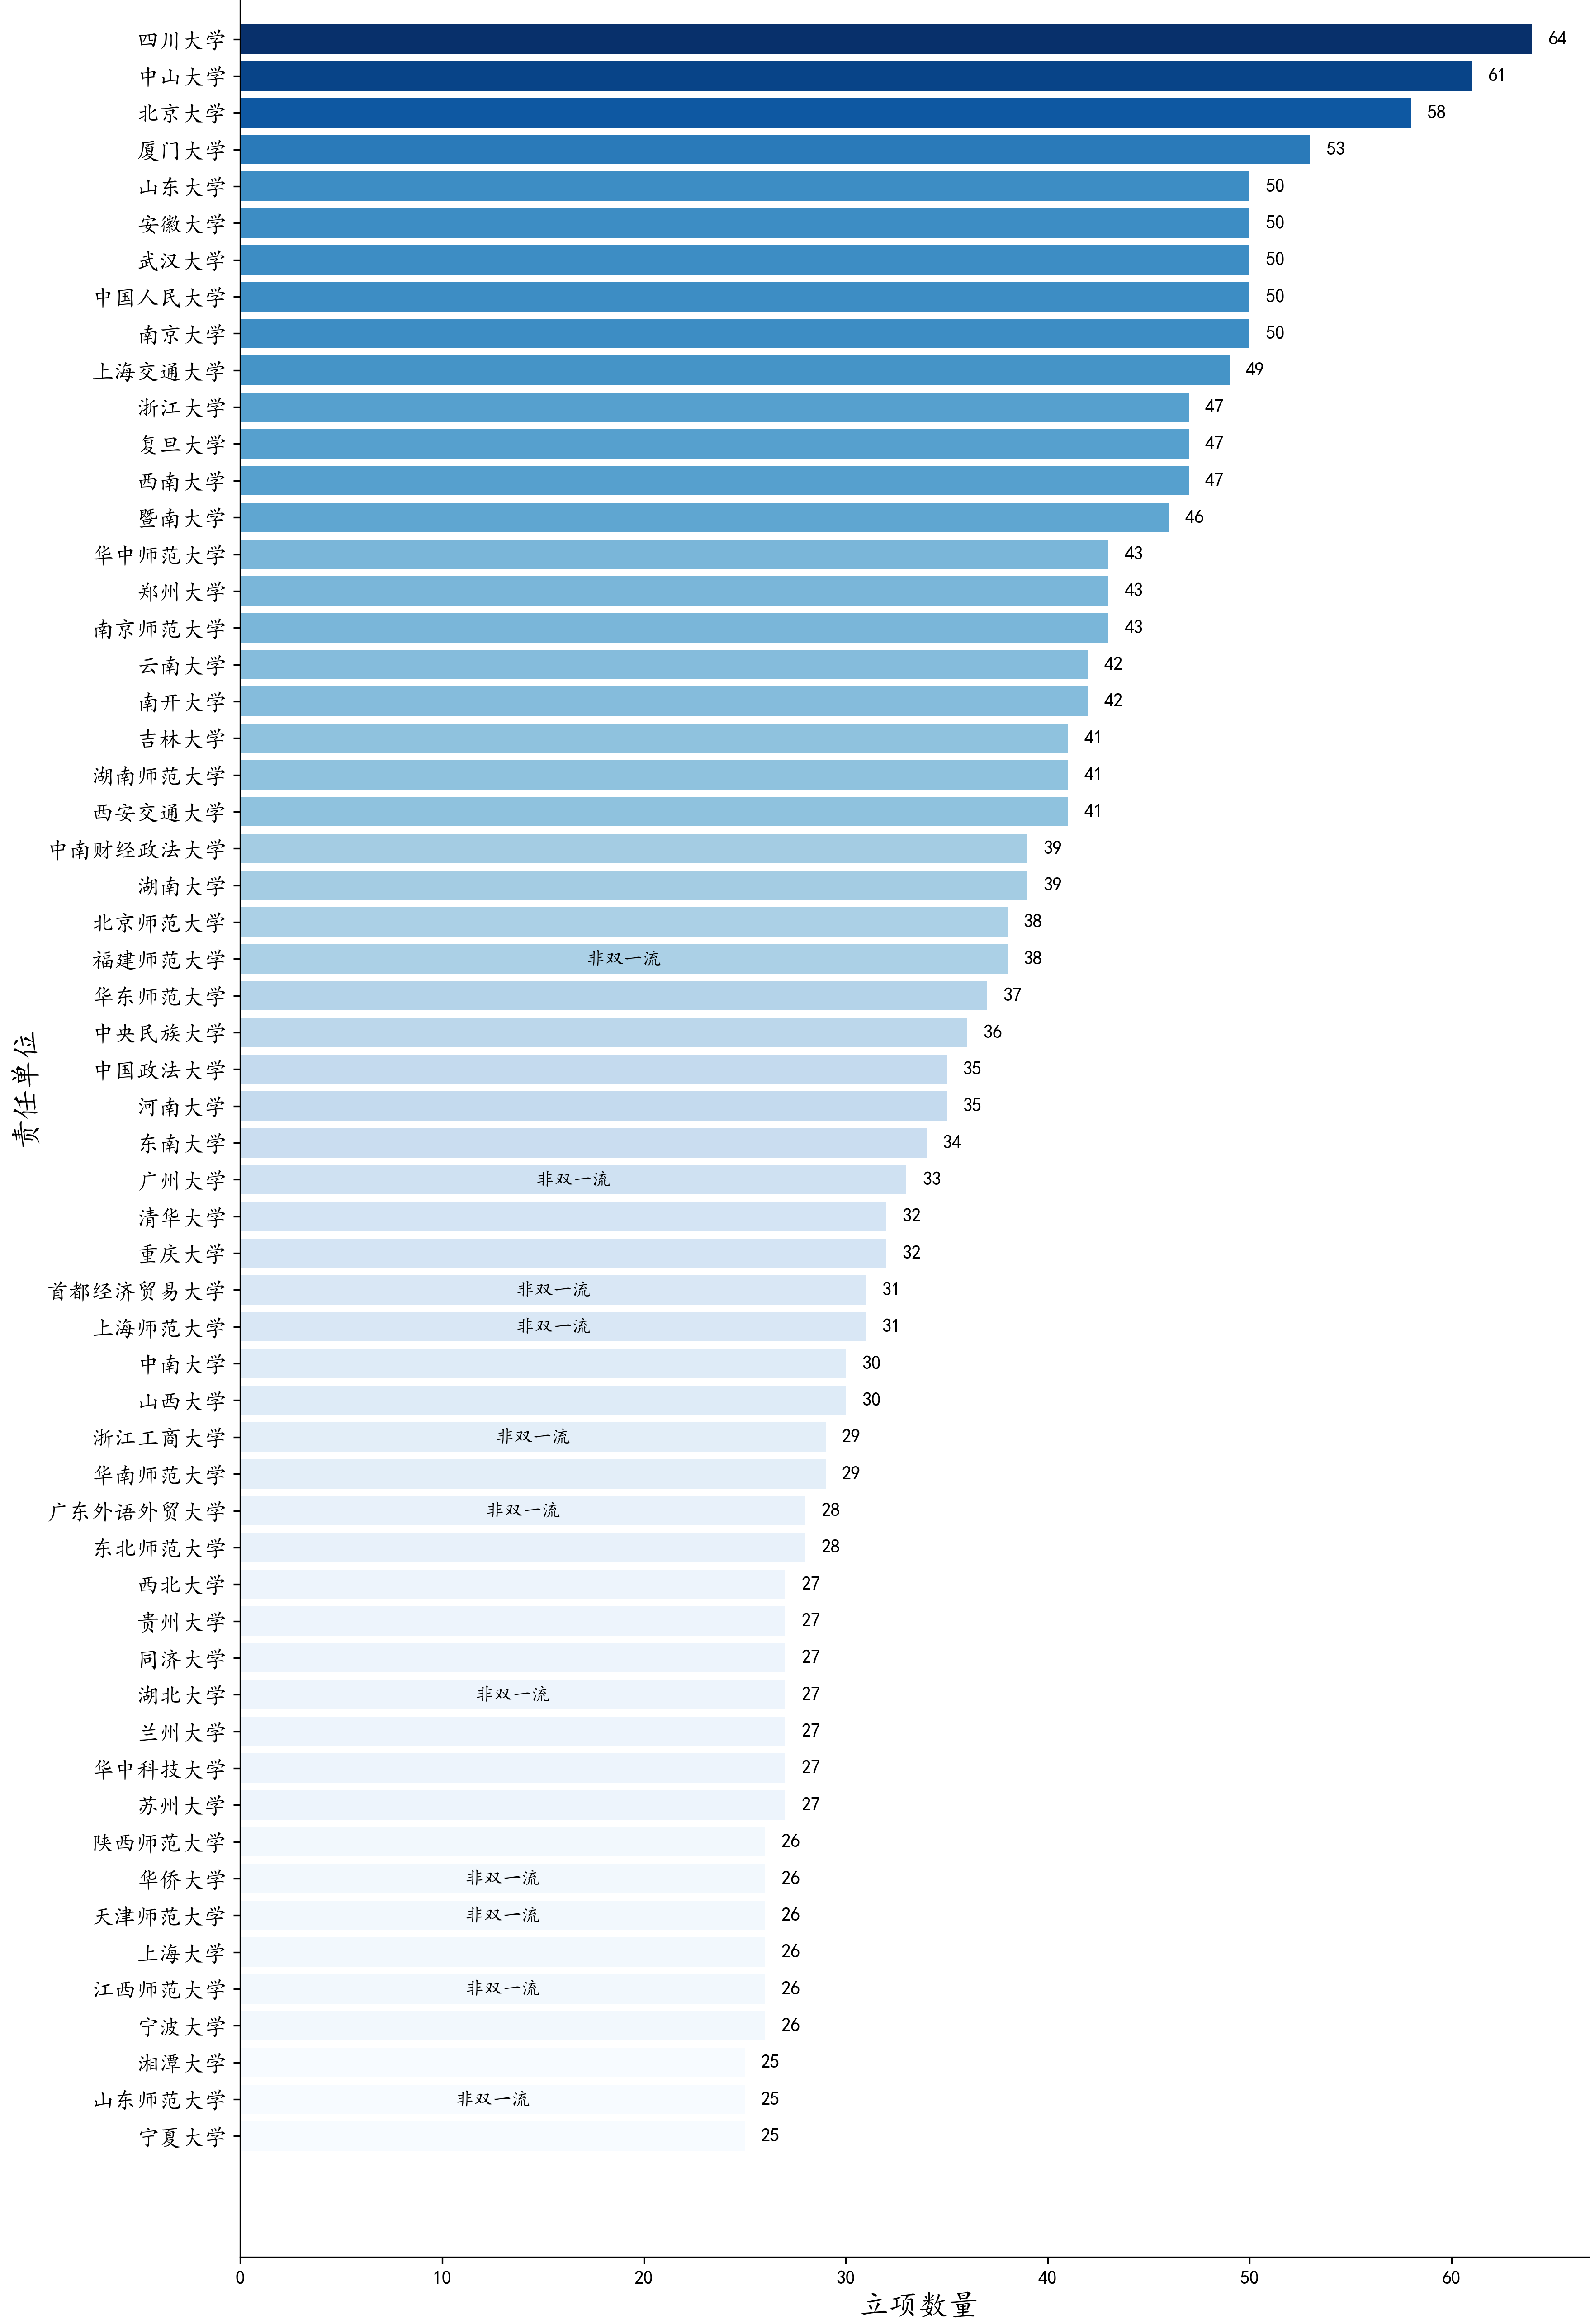 四川大学 64
中山大学 61
北京大学 58
厦门大学 53
山东大学 50
安徽大学 50
武汉大学 50
中国人民大学 50
南京大学 50
上海交通大学 49
浙江大学 47
复旦大学 47
西南大学 47
暨南大学 46
华中师范大学 43
郑州大学 43
南京师范大学 43
云南大学 42
南开大学 42
吉林大学 41
湖南师范大学 41
西安交通大学 41
中南财经政法大学 39
湖南大学 39
北京师范大学 38
福建师范大学 非双一流 38
华东师范大学 37
中央民族大学 36
中国政法大学 35
河南大学 35
东南大学 34
广州大学 非双一流 33
清华大学 32
重庆大学 32
首都经济贸易大学 非双一流 31
上海师范大学 非双一流 31
中南大学 30
山西大学 30
浙江工商大学 非双一流 29
华南师范大学 29
广东外语外贸大学 非双一流 28
东北师范大学 28
西北大学 27
贵州大学 27
同济大学 27
湖北大学 非双一流 27
兰州大学 27
华中科技大学 27
苏州大学 27
陕西师范大学 26
华侨大学 非双一流 26
天津师范大学 非双一流 26
上海大学 26
江西师范大学 非双一流 26
宁波大学 26
湘潭大学 25
山东师范大学 非双一流 25
宁夏大学 25
责任单位
0 10 20 30 40 50 60
立项数量